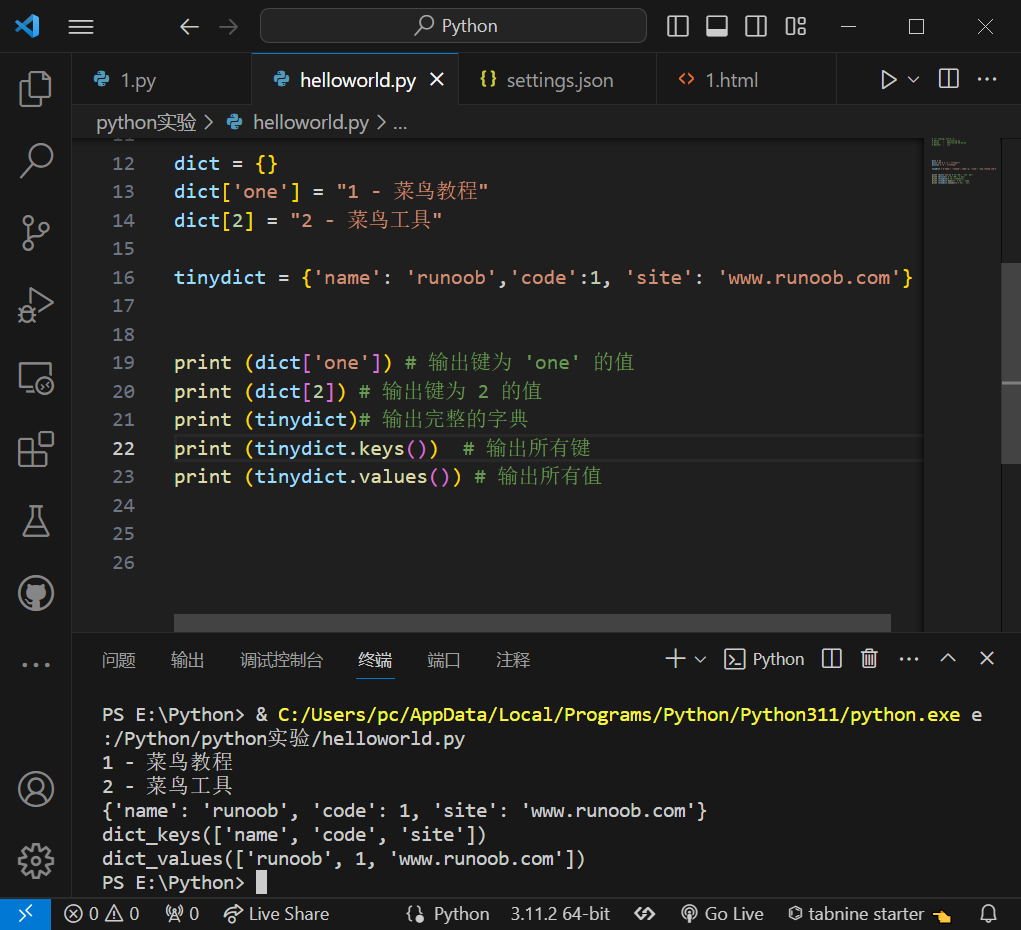 Python
1.py
helloworld.py
{} settings.json
<> 1.html
python实验 > helloworld.py > ...
12 dict = {}
13 dict['one'] = "1 - 菜鸟教程"
14 dict[2] = "2 - 菜鸟工具"
15
16 tinydict = {'name': 'runoob','code':1, 'site': 'www.runoob.com'}
17
18
19 print (dict['one']) # 输出键为 'one' 的值
20 print (dict[2]) # 输出键为 2 的值
21 print (tinydict)# 输出完整的字典
22 print (tinydict.keys())  # 输出所有键
23 print (tinydict.values()) # 输出所有值
24
25
26
问题 输出 调试控制台 终端 端口 注释 Python
PS E:\Python> & C:/Users/pc/AppData/Local/Programs/Python/Python311/python.exe e
:/Python/python实验/helloworld.py
1 - 菜鸟教程
2 - 菜鸟工具
{'name': 'runoob', 'code': 1, 'site': 'www.runoob.com'}
dict_keys(['name', 'code', 'site'])
dict_values(['runoob', 1, 'www.runoob.com'])
PS E:\Python>
0 0 0 Live Share Python 3.11.2 64-bit Go Live tabnine starter